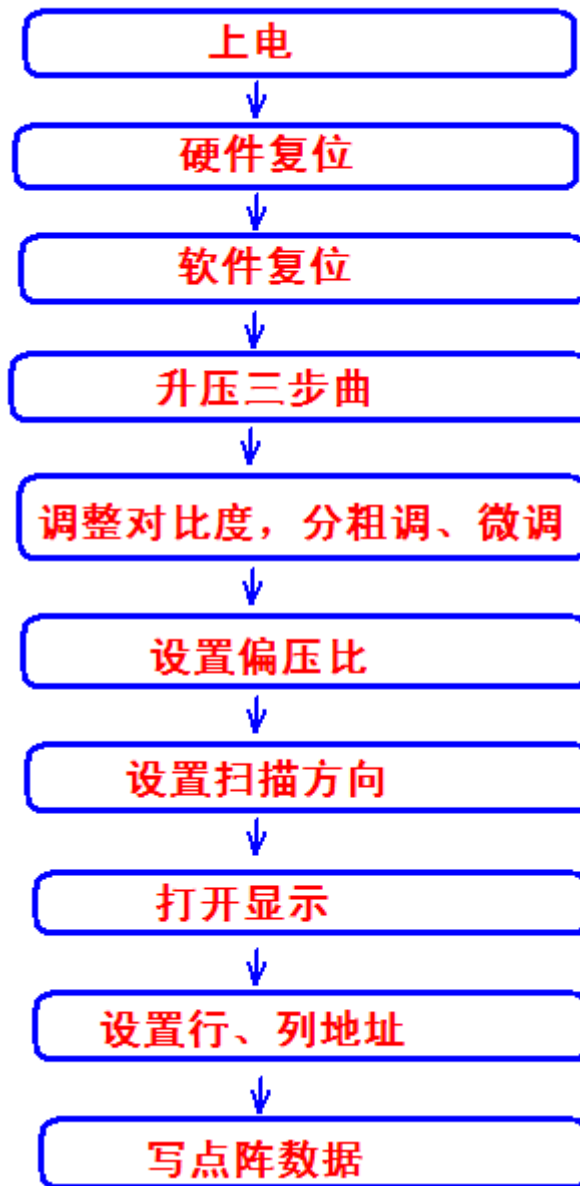 上电
硬件复位
软件复位
升压三步曲
调整对比度，分粗调、微调
设置偏压比
设置扫描方向
打开显示
设置行、列地址
写点阵数据